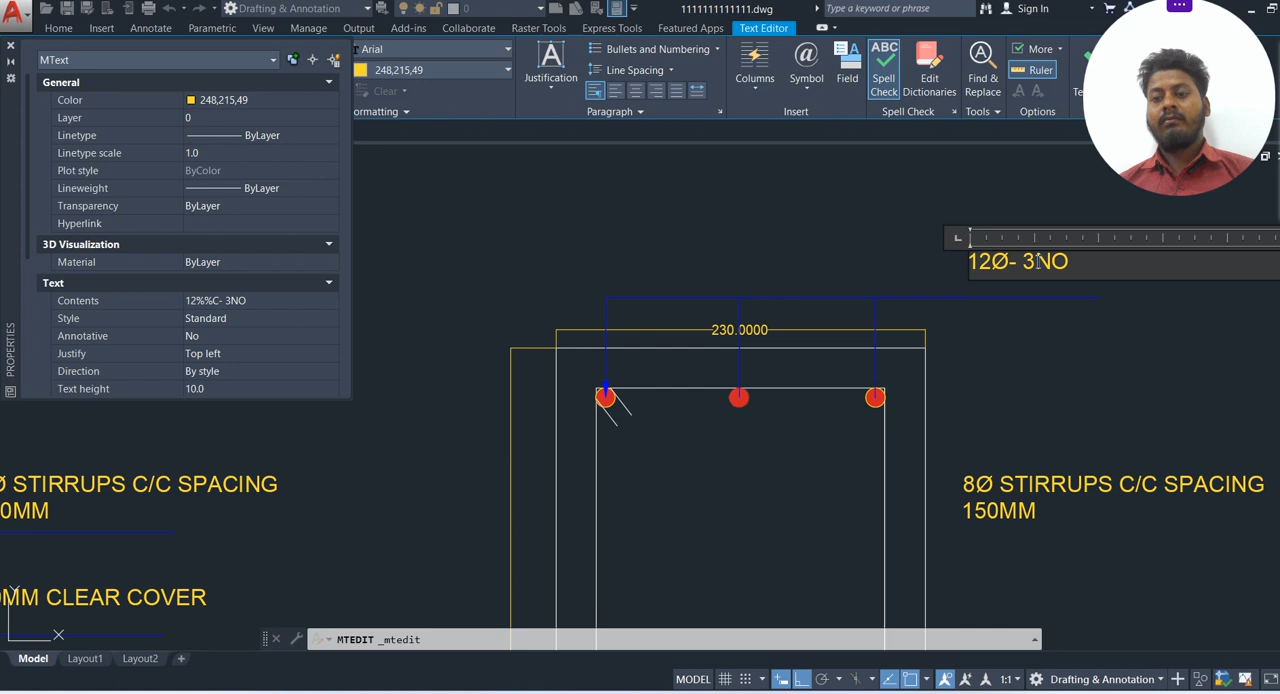 A
Drafting & Annotation
0
1111111111111.dwg
Type a keyword or phrase
Sign In
Home
Insert
Annotate
Parametric
View
Manage
Output
Add-ins
Collaborate
Raster Tools
Express Tools
Featured Apps
Text Editor
MText
General
Color 248,215,49
Layer 0
Linetype ByLayer
Linetype scale 1.0
Plot style ByColor
Lineweight ByLayer
Transparency ByLayer
Hyperlink
3D Visualization
Material ByLayer
Text
Contents 12%%C- 3NO
Style Standard
Annotative No
Justify Top left
Direction By style
Text height 10.0
PROPERTIES
Arial
248,215,49
Clear
ormatting
Justification
Bullets and Numbering
Line Spacing
Paragraph
Columns
Symbol
Field
Insert
ABC
Spell
Check
Edit
Dictionaries
Spell Check
Find &
Replace
Tools
More
Ruler
Options
12Ø- 3NO
230.0000
Ø STIRRUPS C/C SPACING
0MM
MM CLEAR COVER
8Ø STIRRUPS C/C SPACING
150MM
MTEDIT _mtedit
Model
Layout1
Layout2
MODEL
1:1
Drafting & Annotation